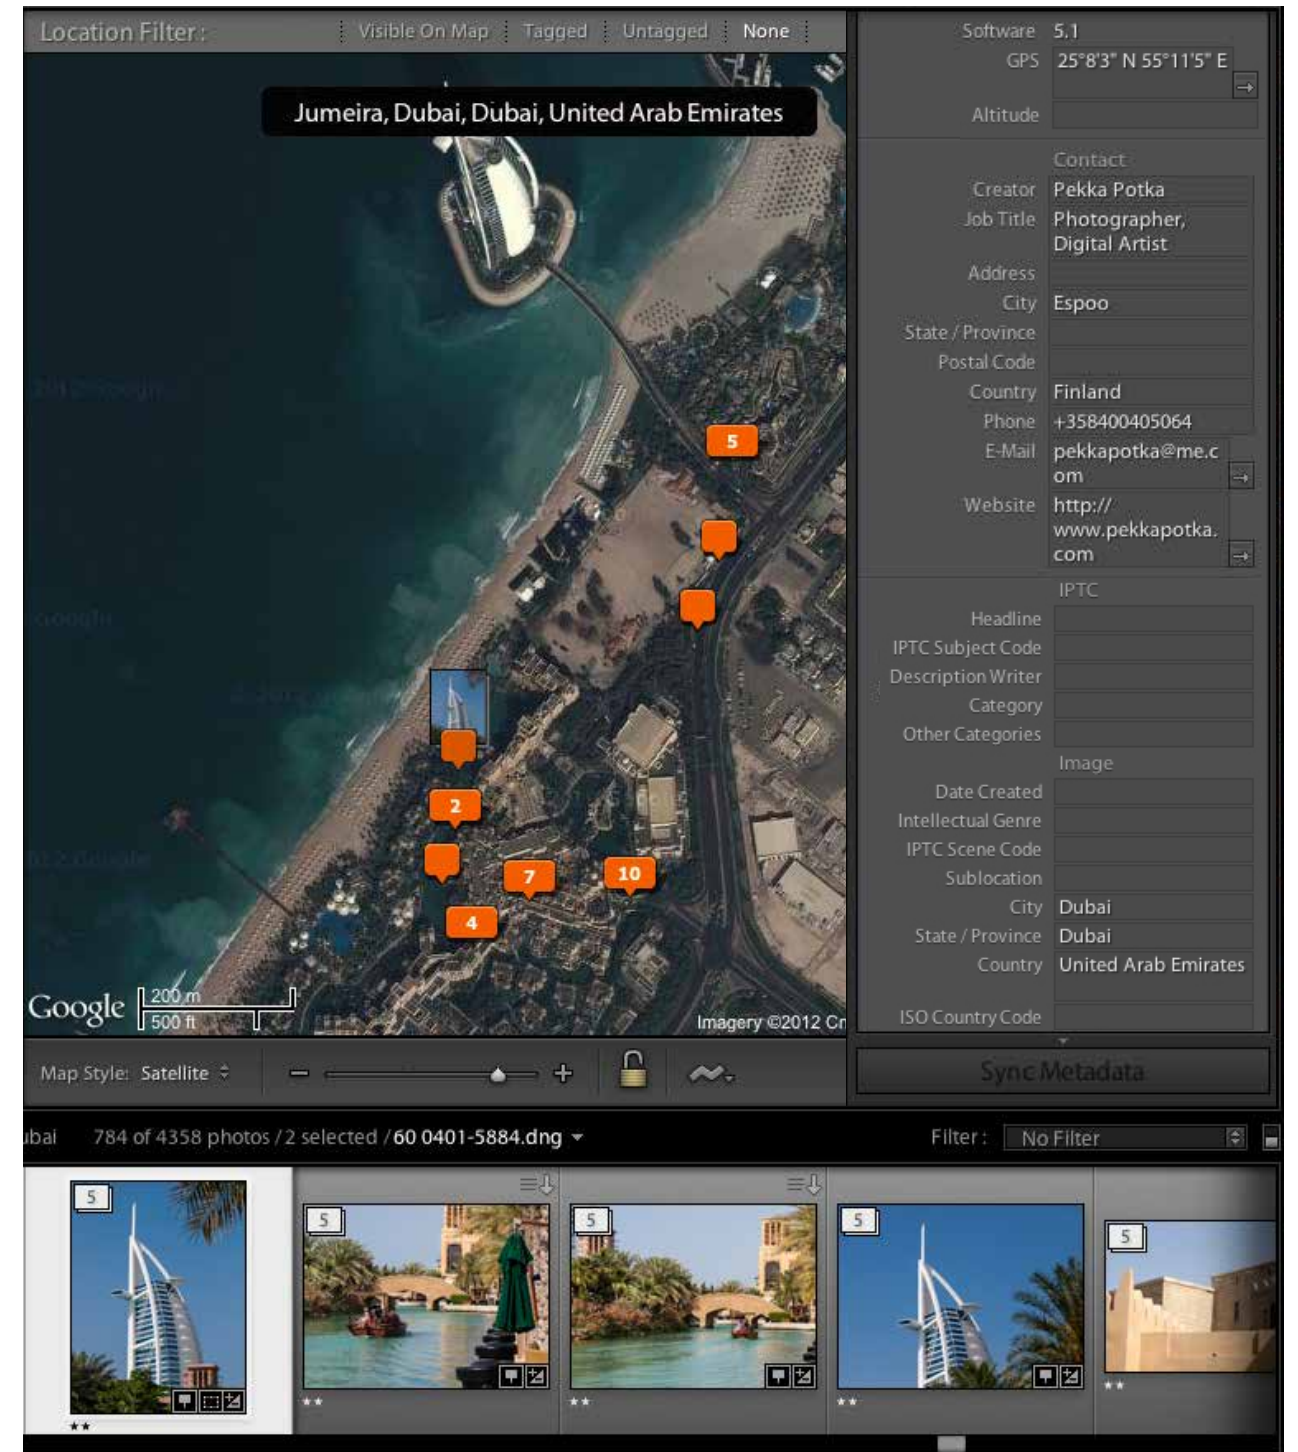 Location Filter :
Visible On Map
Tagged
Untagged
None
Jumeira, Dubai, Dubai, United Arab Emirates
5
2
7
10
4
Google
200 m
500 ft
Imagery ©2012 Cn
Map Style: Satellite
Software 5.1
GPS 25°8'3" N 55°11'5" E
Altitude
Contact
Creator Pekka Potka
Job Title Photographer,
Digital Artist
Address
City Espoo
State / Province
Postal Code
Country Finland
Phone +358400405064
E-Mail pekkapotka@me.c
om
Website http://
www.pekkapotka.
com
IPTC
Headline
IPTC Subject Code
Description Writer
Category
Other Categories
Image
Date Created
Intellectual Genre
IPTC Scene Code
Sublocation
City Dubai
State / Province Dubai
Country United Arab Emirates
ISO Country Code
Sync Metadata
ubai 784 of 4358 photos / 2 selected / 60 0401-5884.dng
Filter : No Filter
5
5
5
5
5